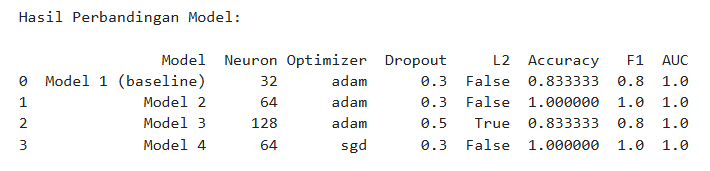 Hasil Perbandingan Model:
Model Neuron Optimizer Dropout L2 Accuracy F1 AUC
0 Model 1 (baseline) 32 adam 0.3 False 0.833333 0.8 1.0
1 Model 2 64 adam 0.3 False 1.000000 1.0 1.0
2 Model 3 128 adam 0.5 True 0.833333 0.8 1.0
3 Model 4 64 sgd 0.3 False 1.000000 1.0 1.0